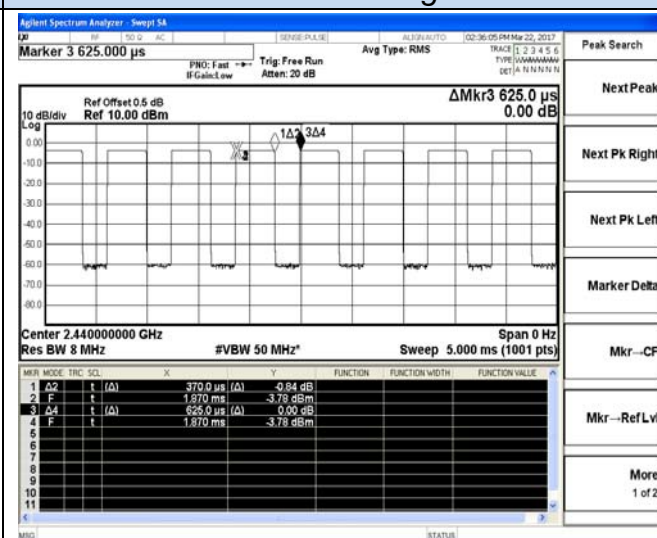 Agilent Spectrum Analyzer - Swept SA
RF 50 Ω AC SENSE:PULSE ALIGN AUTO 02:36:05 PM Mar 22, 2017
Marker 3 625.000 µs
PNO: Fast
IFGain:Low
Trig: Free Run
Atten: 20 dB
Avg Type: RMS
TRACE 1 2 3 4 5 6
TYPE
DET A N N N N N
Peak Search
Next Peak
Next Pk Right
Next Pk Left
Marker Delta
Mkr→CF
Mkr→Ref Lvl
More
1 of 2
ΔMkr3 625.0 µs
0.00 dB
Ref Offset 0.5 dB
10 dB/div Ref 10.00 dBm
Log
0.00
-10.0
-20.0
-30.0
-40.0
-50.0
-60.0
-70.0
-80.0
1Δ2 3Δ4
Center 2.440000000 GHz Span 0 Hz
Res BW 8 MHz #VBW 50 MHz* Sweep 5.000 ms (1001 pts)
MKR MODE TRC SCL X Y FUNCTION FUNCTION WIDTH FUNCTION VALUE
1 Δ2 t (Δ) 370.0 µs (Δ) -0.84 dB
2 F t 1.870 ms -3.78 dBm
3 Δ4 t (Δ) 625.0 µs (Δ) 0.00 dB
4 F t 1.870 ms -3.78 dBm
5
6
7
8
9
10
11
MSG STATUS